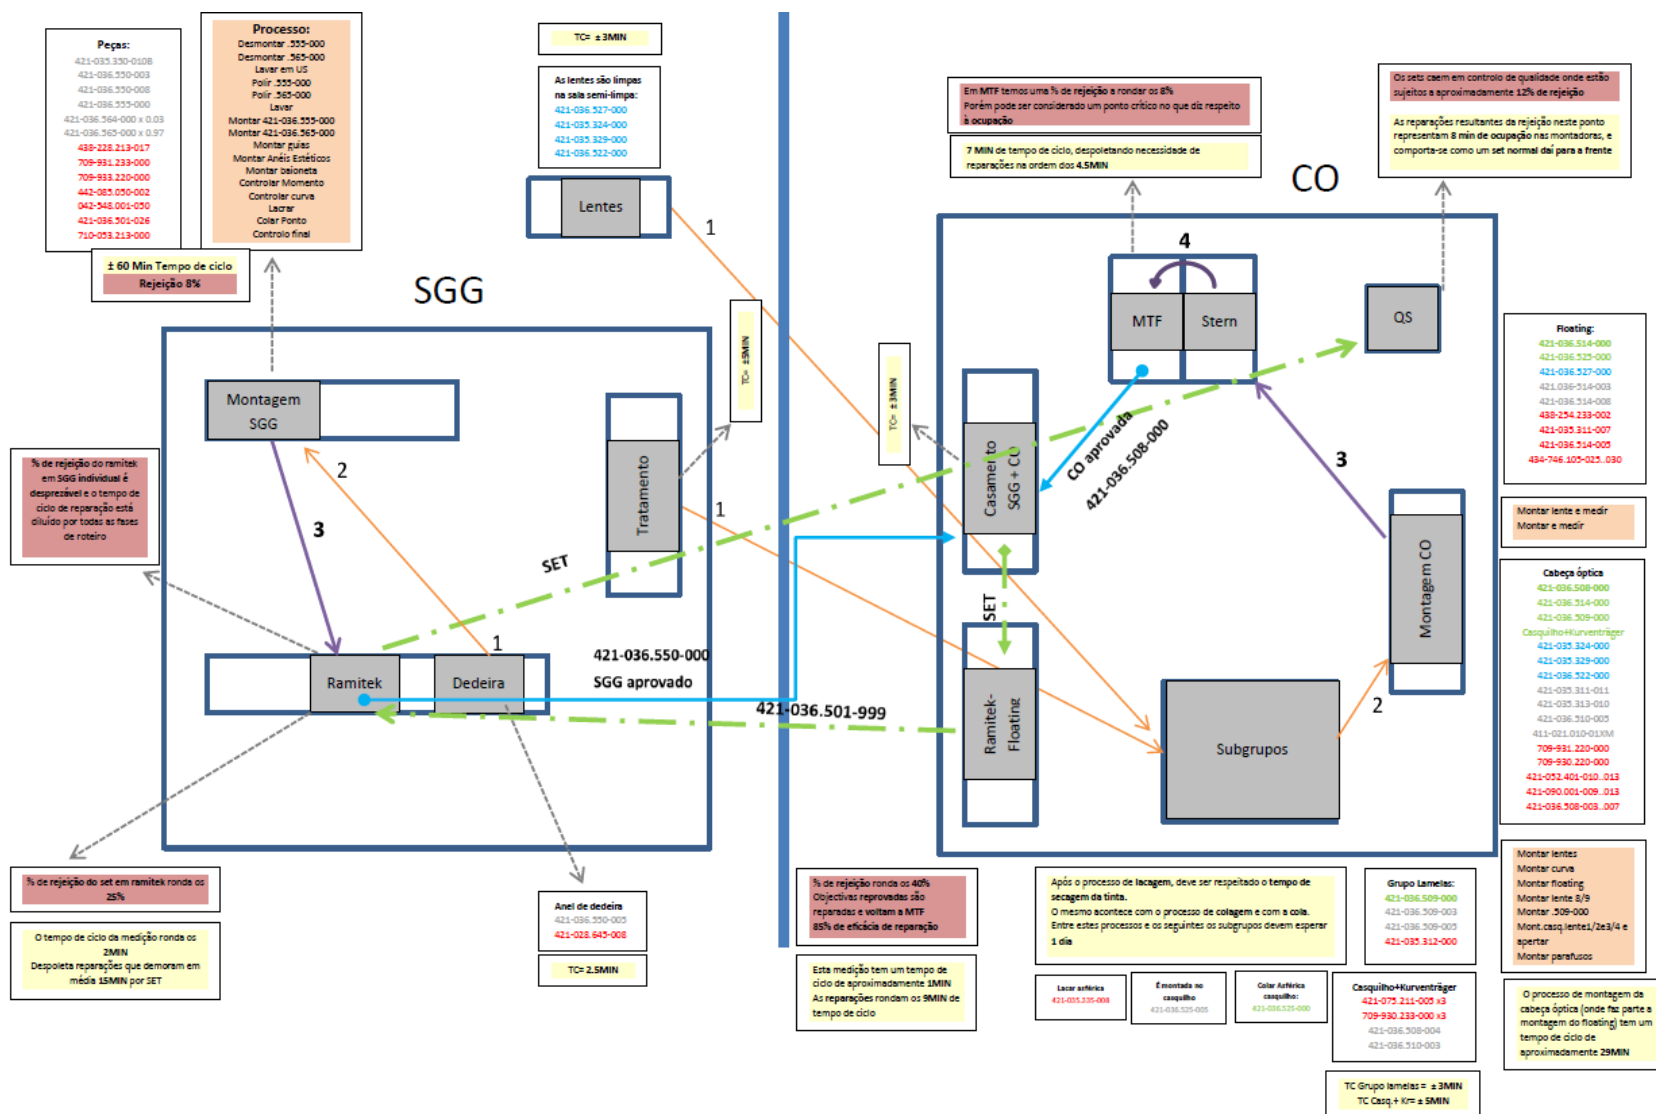 Peças:
421-035.350-010B
421-036.550-003
421-036.550-008
421-036.555-000
421-036.564-000 x 0.03
421-036.565-000 x 0.97
438-228.213-017
709-931.233-000
709-933.220-000
442-085.050-002
042-548.001-050
421-036.501-026
710-053.213-000
Processo:
Desmontar .555-000
Desmontar .565-000
Lavar em US
Polir .555-000
Polir .565-000
Lavar
Montar 421-036.555-000
Montar 421-036.565-000
Montar guias
Montar Anéis Estéticos
Montar baioneta
Controlar Momento
Controlar curva
Lacrar
Colar Ponto
Controlo final
± 60 Min Tempo de ciclo
Rejeição 8%
TC= ±3MIN
As lentes são limpas
na sala semi-limpa:
421-036.527-000
421-035.324-000
421-035.329-000
421-036.522-000
Lentes
1
SGG
Montagem
SGG
2
3
Tratamento
TC= ±5MIN
1
% de rejeição do ramitek
em SGG individual é
desprezável e o tempo de
ciclo de reparação está
diluído por todas as fases
de roteiro
SET
Ramitek
1
Dedeira
421-036.550-000
SGG aprovado
421-036.501-999
% de rejeição do set em ramitek ronda os
25%
O tempo de ciclo da medição ronda os
2MIN
Despoleta reparações que demoram em
média 15MIN por SET
Anel de dedeira
421-036.550-005
421-028.645-008
TC= 2.5MIN
Em MTF temos uma % de rejeição a rondar os 8%
Porém pode ser considerado um ponto crítico no que diz respeito
à ocupação
7 MIN de tempo de ciclo, despoletando necessidade de
reparações na ordem dos 4.5MIN
Os sets caem em controlo de qualidade onde estão
sujeitos a aproximadamente 12% de rejeição
As reparações resultantes da rejeição neste ponto
representam 8 min de ocupação nas montadoras, e
comporta-se como um set normal daí para a frente
CO
4
MTF
Stern
QS
TC= ±3MIN
Casamento
SGG + CO
CO aprovada
421-036.508-000
3
SET
Ramitek-
Floating
Montagem CO
2
Subgrupos
Floating:
421-036.514-000
421-036.525-000
421-036.527-000
421.036-514-003
421-036.514-008
438-254.233-002
421-035.311-007
421-036.514-005
434-746.105-025..030
Montar lente e medir
Montar e medir
Cabeça óptica
421-036.508-000
421-036.514-000
421-036.509-000
Casquilho+Kurventräger
421-035.324-000
421-035.329-000
421-036.522-000
421-035.311-011
421-035.313-010
421-036.510-005
411-021.010-01XM
709-931.220-000
709-930.220-000
421-052.401-010..013
421-090.001-009..013
421-036.508-003..007
Montar lentes
Montar curva
Montar floating
Montar lente 8/9
Montar .509-000
Mont.casq.lente1/2e3/4 e
apertar
Montar parafusos
O processo de montagem da
cabeça óptica (onde faz parte a
montagem do floating) tem um
tempo de ciclo de
aproximadamente 29MIN
% de rejeição ronda os 40%
Objectivas reprovadas são
reparadas e voltam a MTF
85% de eficácia de reparação
Esta medição tem um tempo de
ciclo de aproximadamente 1MIN
As reparações rondam os 9MIN de
tempo de ciclo
Após o processo de lacagem, deve ser respeitado o tempo de
secagem da tinta.
O mesmo acontece com o processo de colagem e com a cola.
Entre estes processos e os seguintes os subgrupos devem esperar
1 dia
Lacar asférica
421-035.335-008
É montada no
casquilho
421-036.525-005
Colar Asférica
casquilho:
421-036.525-000
Grupo Lamelas:
421-036.509-000
421-036.509-003
421-036.509-005
421-035.312-000
Casquilho+Kurventräger
421-075.211-005 x3
709-930.233-000 x3
421-036.508-004
421-036.510-003
TC Grupo lamelas = ±3MIN
TC Casq.+ Kr= ±5MIN